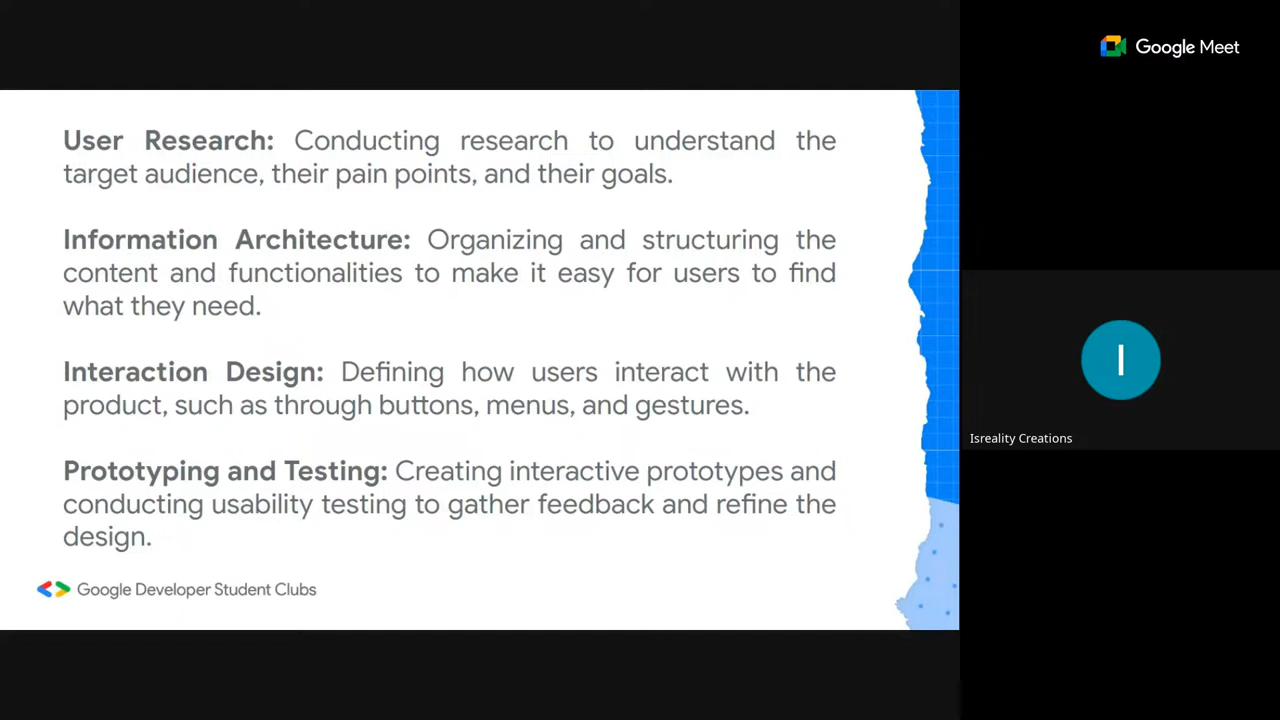 Google Meet
User Research: Conducting research to understand the
target audience, their pain points, and their goals.
Information Architecture: Organizing and structuring the
content and functionalities to make it easy for users to find
what they need.
Interaction Design: Defining how users interact with the
product, such as through buttons, menus, and gestures.
Prototyping and Testing: Creating interactive prototypes and
conducting usability testing to gather feedback and refine the
design.
Google Developer Student Clubs
I
Isreality Creations